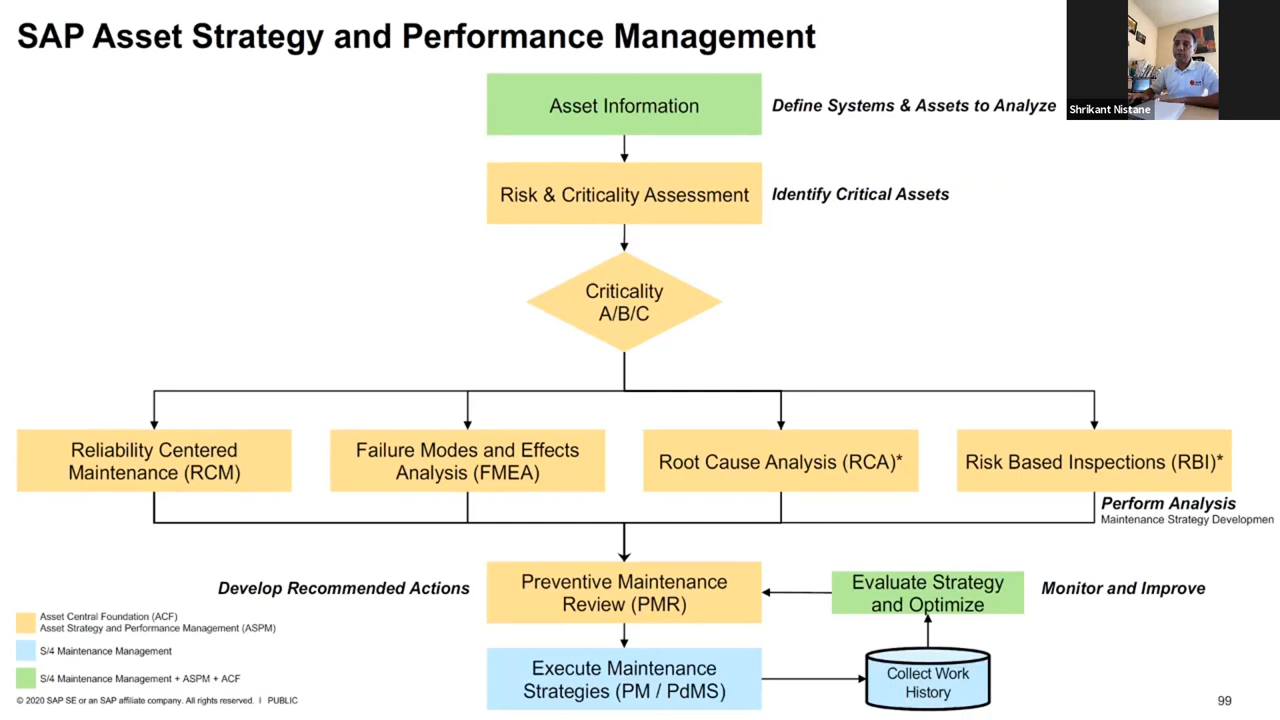 SAP Asset Strategy and Performance Management
Shrikant Nistane
Asset Information
Define Systems & Assets to Analyze
Risk & Criticality Assessment
Identify Critical Assets
Criticality
A/B/C
Reliability Centered
Maintenance (RCM)
Failure Modes and Effects
Analysis (FMEA)
Root Cause Analysis (RCA)*
Risk Based Inspections (RBI)*
Perform Analysis
Maintenance Strategy Developmen
Develop Recommended Actions
Preventive Maintenance
Review (PMR)
Evaluate Strategy
and Optimize
Monitor and Improve
Execute Maintenance
Strategies (PM / PdMS)
Collect Work
History
Asset Central Foundation (ACF)
Asset Strategy and Performance Management (ASPM)
S/4 Maintenance Management
S/4 Maintenance Management + ASPM + ACF
© 2020 SAP SE or an SAP affiliate company. All rights reserved. I PUBLIC
99